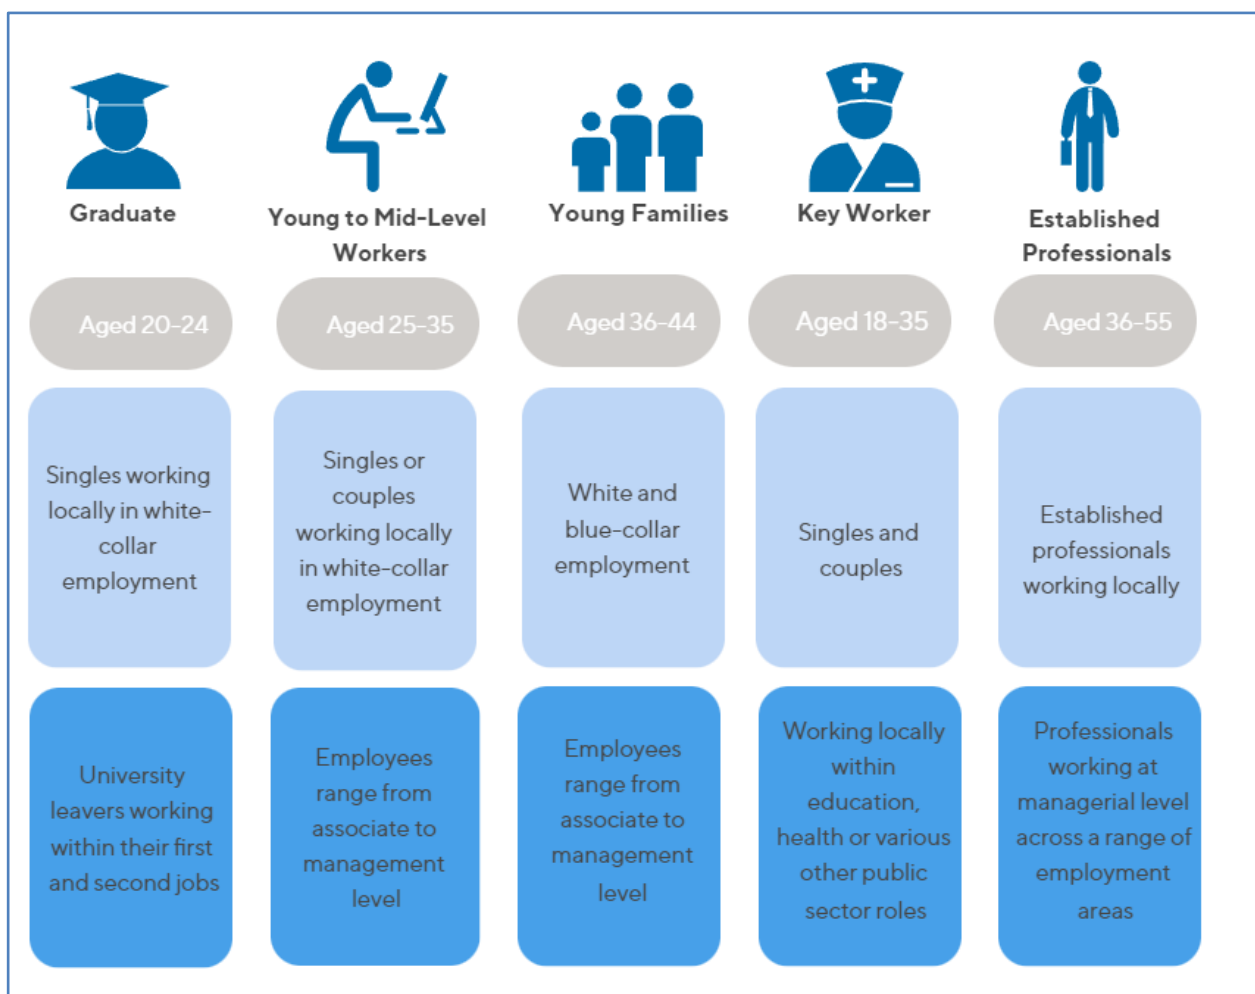 Graduate
Young to Mid-Level
Workers
Young Families
Key Worker
Established
Professionals
Aged 20-24
Aged 25-35
Aged 36-44
Aged 18-35
Aged 36-55
Singles working
locally in white-
collar
employment
Singles or
couples
working locally
in white-collar
employment
White and
blue-collar
employment
Singles and
couples
Established
professionals
working locally
University
leavers working
within their first
and second jobs
Employees
range from
associate to
management
level
Employees
range from
associate to
management
level
Working locally
within
education,
health or various
other public
sector roles
Professionals
working at
managerial level
across a range of
employment
areas